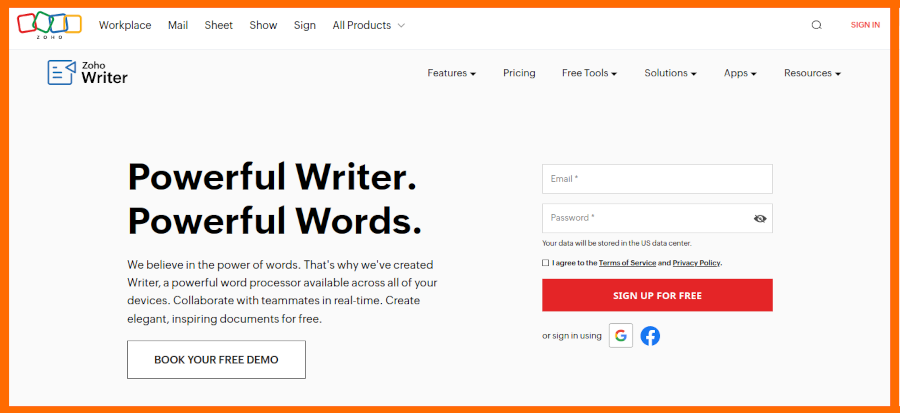 ZOHO
Workplace Mail Sheet Show Sign All Products
SIGN IN
Zoho
Writer
Features Pricing Free Tools Solutions Apps Resources
Powerful Writer.
Powerful Words.
We believe in the power of words. That's why we've created
Writer, a powerful word processor available across all of your
devices. Collaborate with teammates in real-time. Create
elegant, inspiring documents for free.
BOOK YOUR FREE DEMO
Email *
Password *
Your data will be stored in the US data center.
I agree to the Terms of Service and Privacy Policy.
SIGN UP FOR FREE
or sign in using